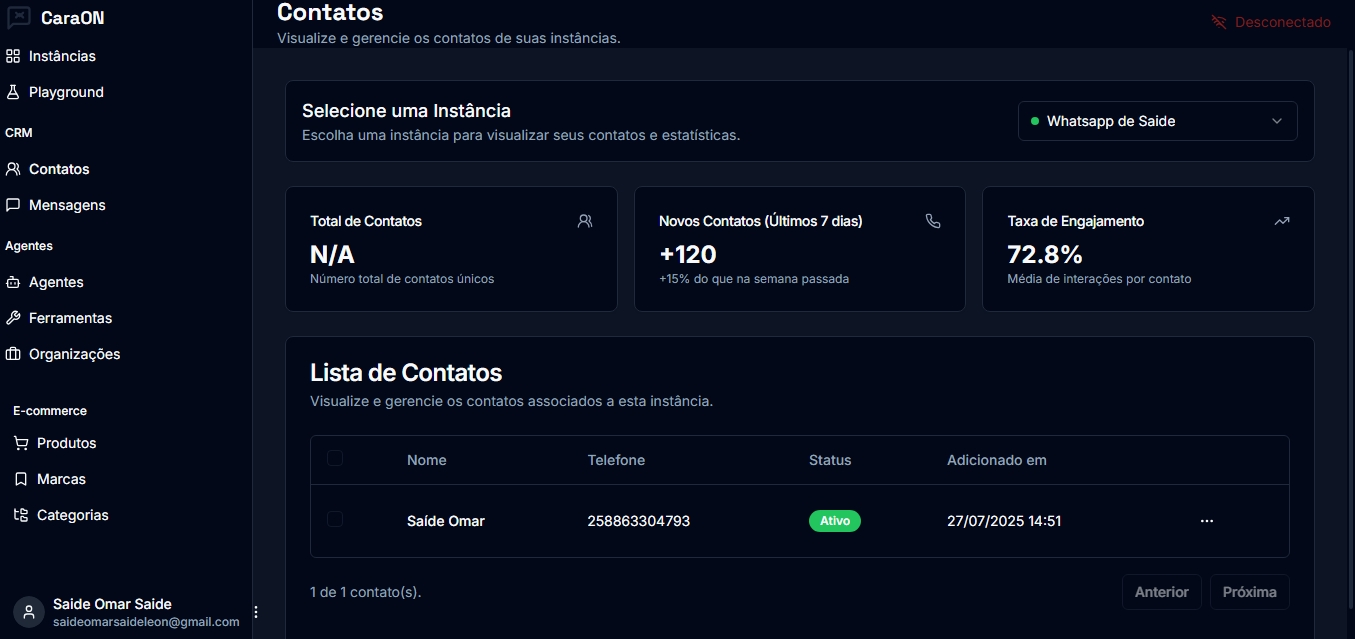 CaraON
Instâncias
Playground
CRM
Contatos
Mensagens
Agentes
Agentes
Ferramentas
Organizações
E-commerce
Produtos
Marcas
Categorias
Saide Omar Saide
saideomarsaideleon@gmail.com
Contatos
Visualize e gerencie os contatos de suas instâncias.
Desconectado
Selecione uma Instância
Escolha uma instância para visualizar seus contatos e estatísticas.
Whatsapp de Saide
Total de Contatos
N/A
Número total de contatos únicos
Novos Contatos (Últimos 7 dias)
+120
+15% do que na semana passada
Taxa de Engajamento
72.8%
Média de interações por contato
Lista de Contatos
Visualize e gerencie os contatos associados a esta instância.
Nome Telefone Status Adicionado em
Saíde Omar 258863304793 Ativo 27/07/2025 14:51
1 de 1 contato(s).
Anterior Próxima